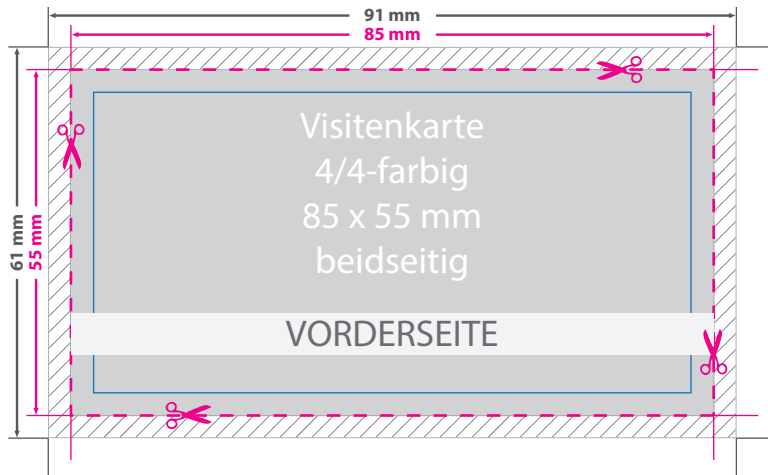 91 mm
85 mm
61 mm
55 mm
Visitenkarte
4/4-farbig
85 x 55 mm
beidseitig
VORDERSEITE